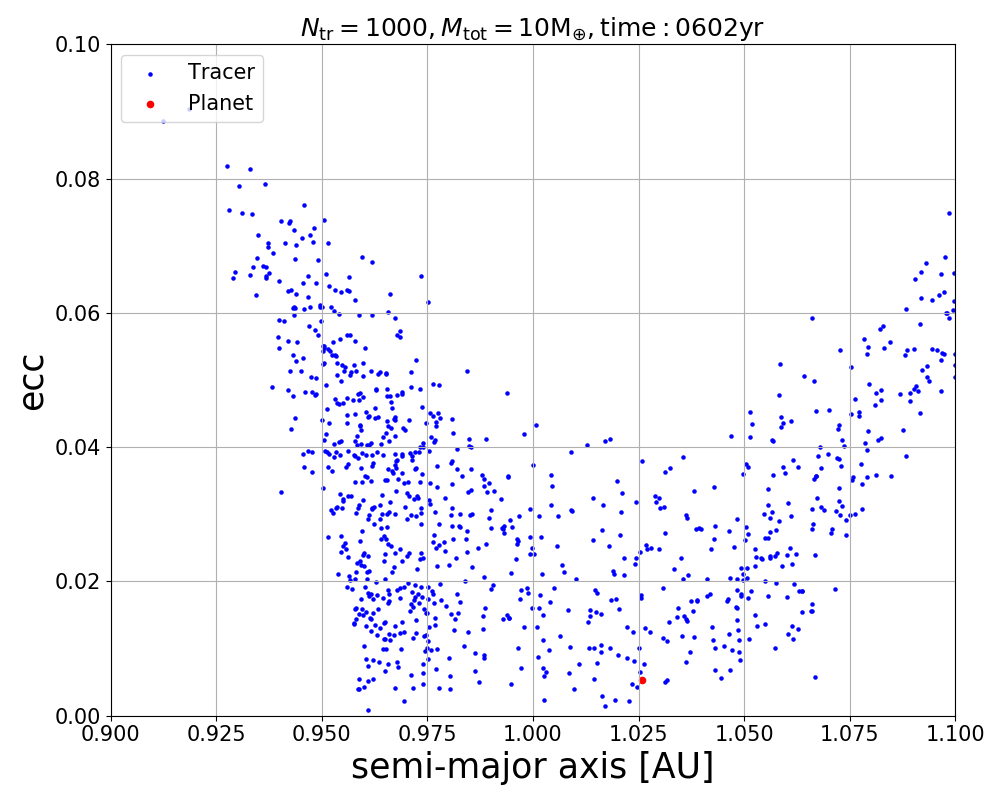 N_tr = 1000, M_tot = 10M_⊕, time : 0602yr
0.10
Tracer
Planet
0.08
0.06
ecc
0.04
0.02
0.00
0.900 0.925 0.950 0.975 1.000 1.025 1.050 1.075 1.100
semi-major axis [AU]